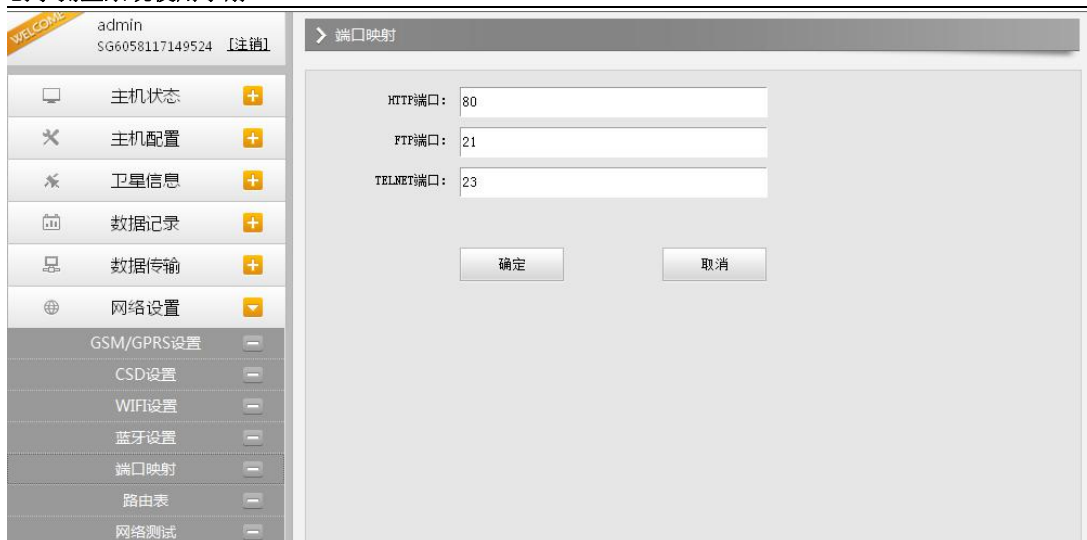 WELCOME
admin
SG6058117149524 [注销]
主机状态
主机配置
卫星信息
数据记录
数据传输
网络设置
GSM/GPRS设置
CSD设置
WIFI设置
蓝牙设置
端口映射
路由表
网络测试
端口映射
HTTP端口: 80
FTP端口: 21
TELNET端口: 23
确定 取消